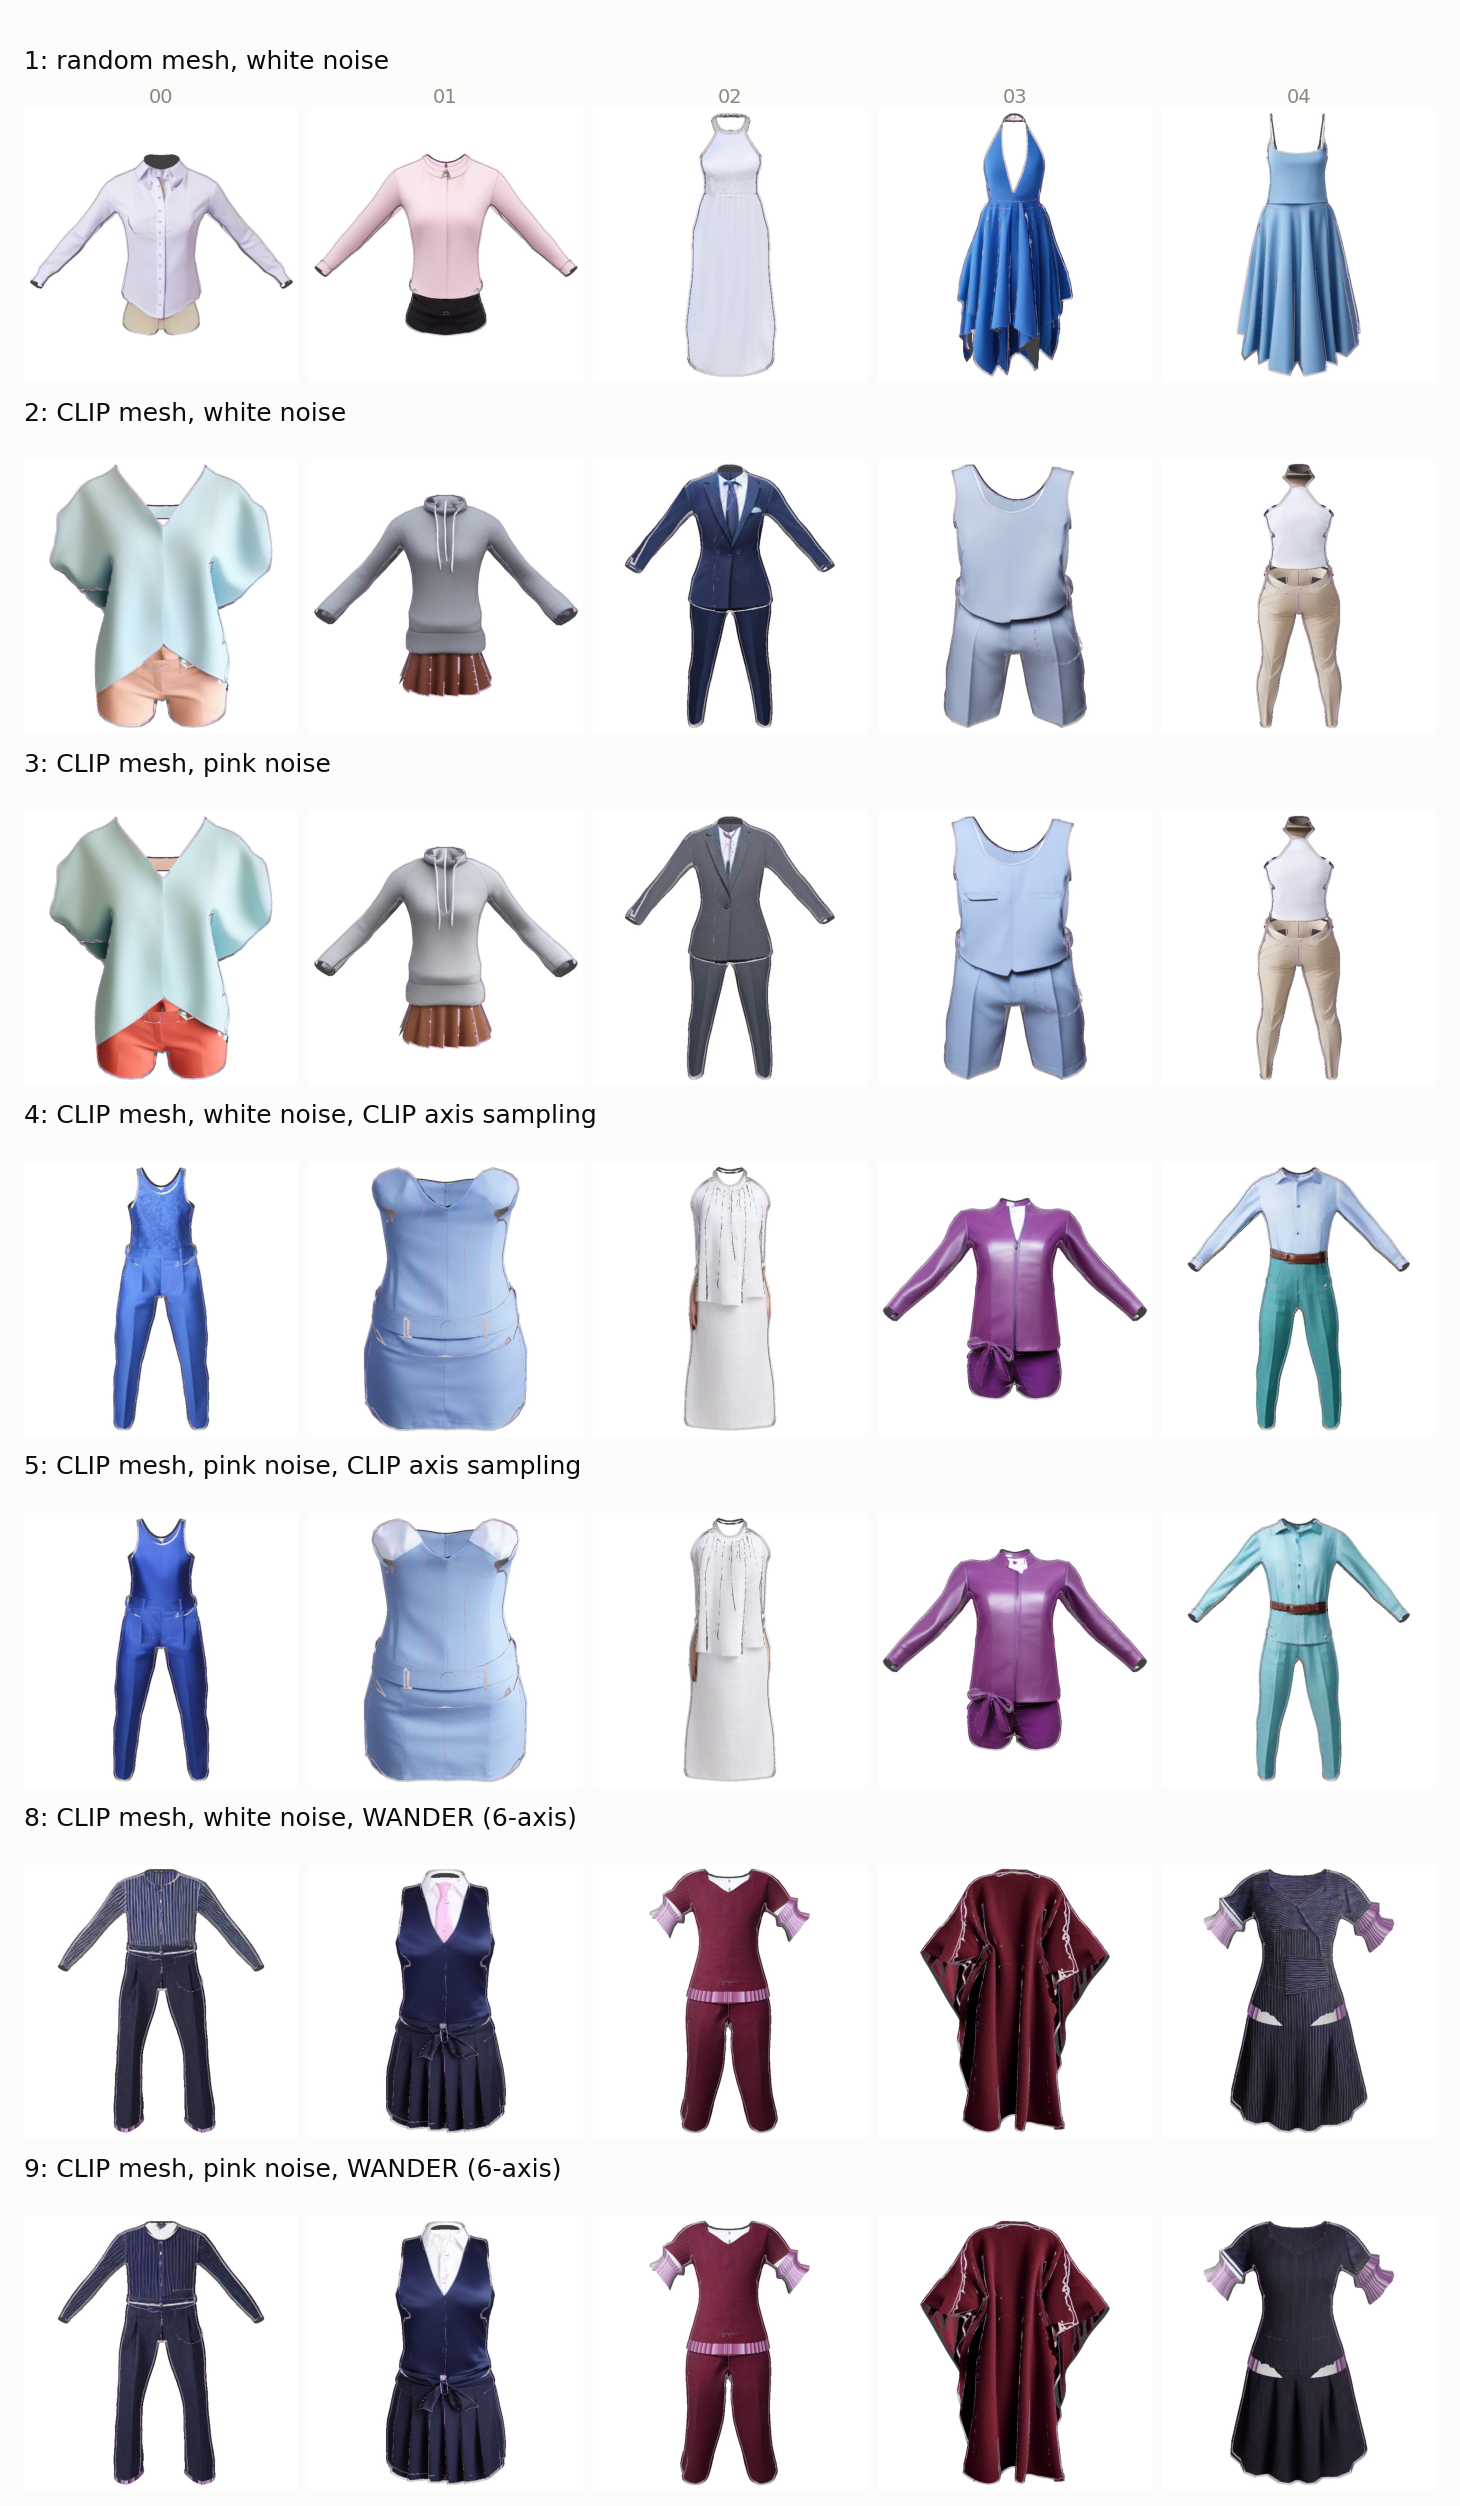 1: random mesh, white noise
00 01 02 03 04
2: CLIP mesh, white noise
3: CLIP mesh, pink noise
4: CLIP mesh, white noise, CLIP axis sampling
5: CLIP mesh, pink noise, CLIP axis sampling
8: CLIP mesh, white noise, WANDER (6-axis)
9: CLIP mesh, pink noise, WANDER (6-axis)